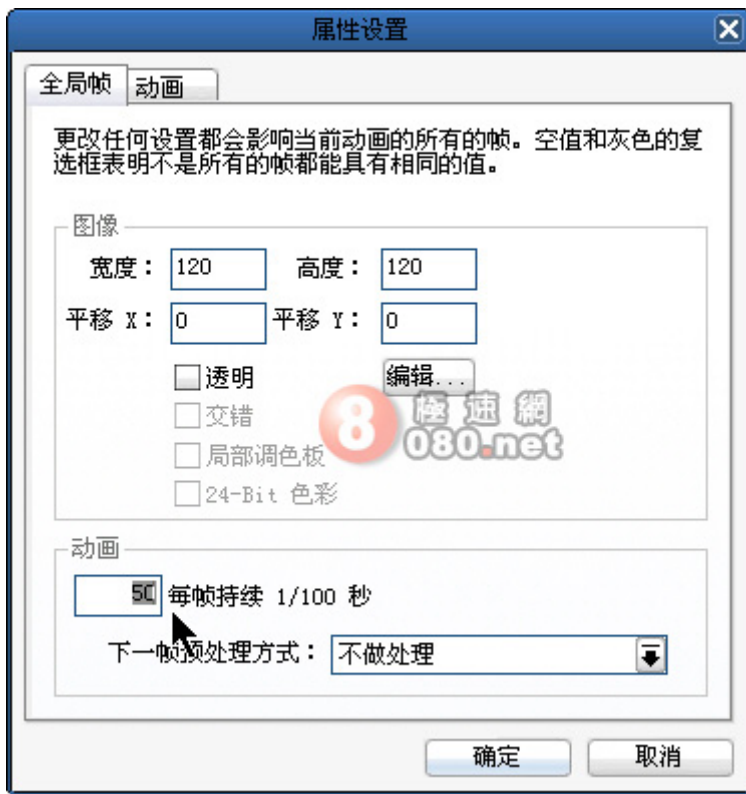 属性设置
全局帧 动画
更改任何设置都会影响当前动画的所有的帧。空值和灰色的复
选框表明不是所有的帧都能具有相同的值。
图像
宽度： 120 高度： 120
平移 X： 0 平移 Y： 0
透明 编辑...
交错
局部调色板
24-Bit 色彩
8 極速網
080.net
动画
50 每帧持续 1/100 秒
下一帧预处理方式： 不做处理
确定 取消